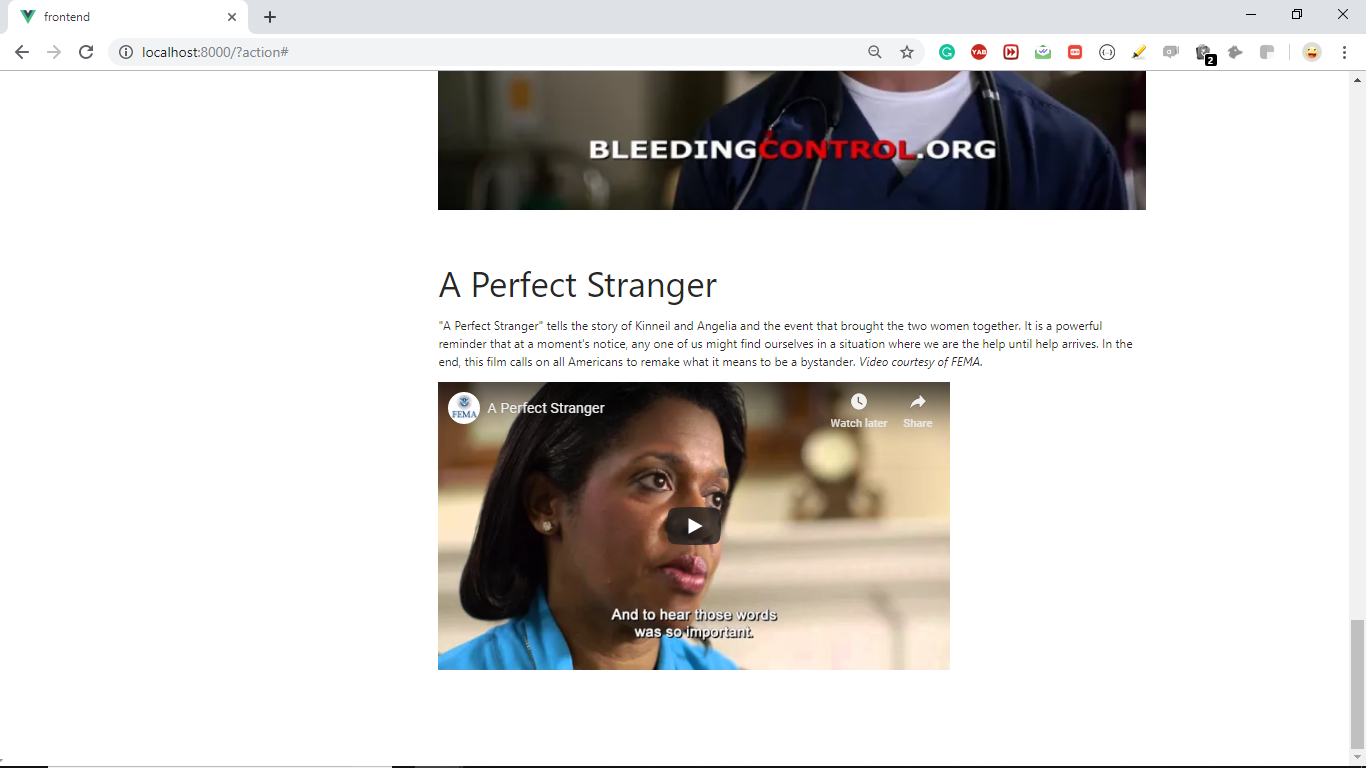 frontend
localhost:8000/?action#
YAB
2
BLEEDINGCONTROL.ORG
A Perfect Stranger
"A Perfect Stranger" tells the story of Kinneil and Angelia and the event that brought the two women together. It is a powerful
reminder that at a moment's notice, any one of us might find ourselves in a situation where we are the help until help arrives. In the
end, this film calls on all Americans to remake what it means to be a bystander. Video courtesy of FEMA.
FEMA
A Perfect Stranger
Watch later
Share
And to hear those words
was so important.